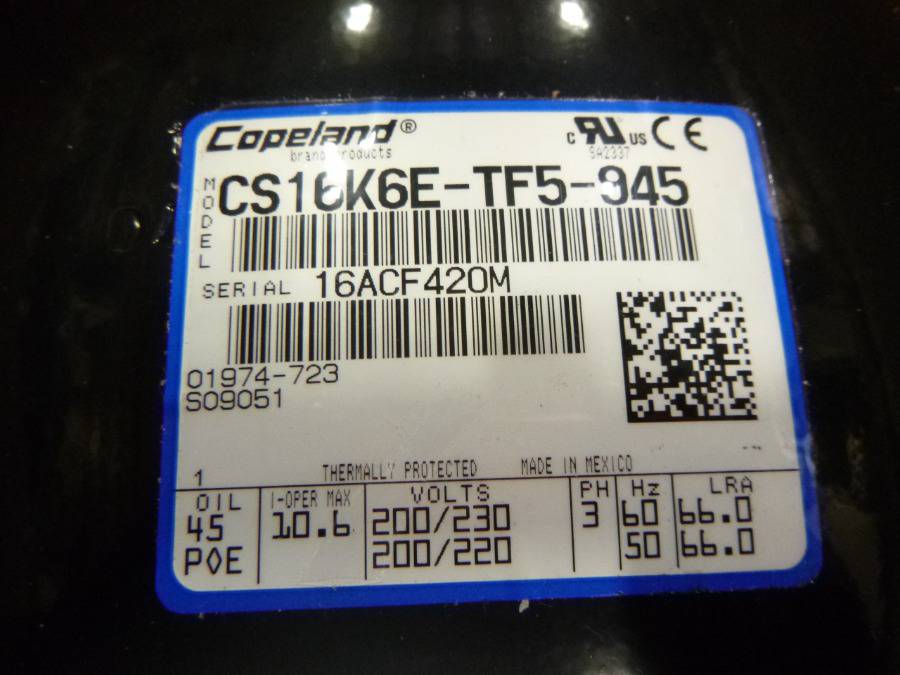 Copeland®
brand products
c RU US CE
SA2337
MODEL CS16K6E-TF5-945
SERIAL 16ACF420M
01974-723
S09051
1 THERMALLY PROTECTED MADE IN MEXICO
OIL I-OPER MAX VOLTS PH Hz LRA
45 10.6 200/230 3 60 66.0
POE 200/220 50 66.0